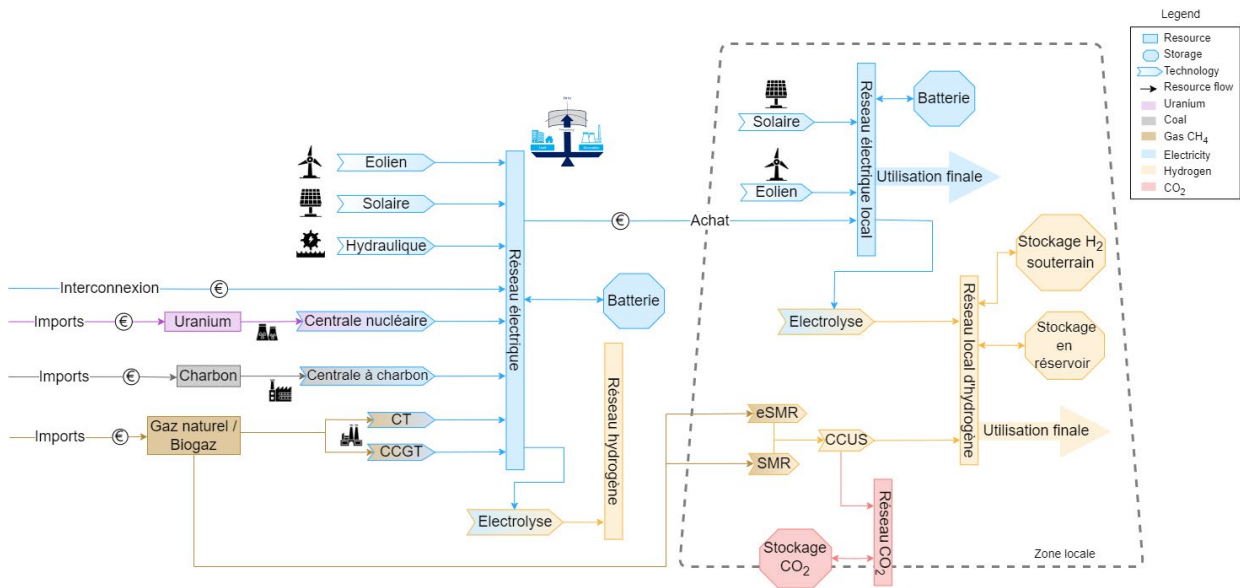 Legend
Resource
Storage
Technology
Resource flow
Uranium
Coal
Gas CH4
Electricity
Hydrogen
CO2
Eolien
Solaire
Hydraulique
Interconnexion
€
Imports
€
Uranium
Centrale nucléaire
Imports
€
Charbon
Centrale à charbon
Imports
€
Gaz naturel /
Biogaz
CT
CCGT
Réseau électrique
Batterie
Electrolyse
Réseau hydrogène
€
Achat
Solaire
Eolien
Réseau électrique local
Batterie
Utilisation finale
Electrolyse
Stockage H2
souterrain
Stockage
en
réservoir
Réseau local d'hydrogène
Utilisation finale
eSMR
SMR
CCUS
Stockage
CO2
Réseau CO2
Zone locale